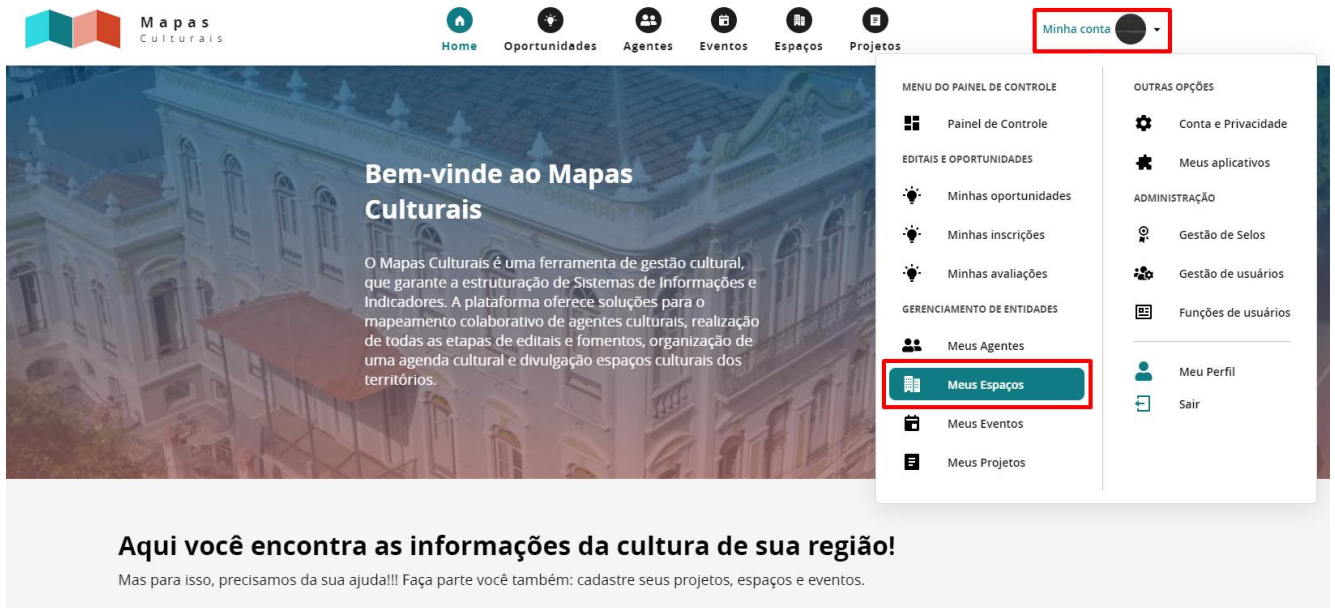 Mapas
Culturais
Home
Oportunidades
Agentes
Eventos
Espaços
Projetos
Minha conta
Bem-vinde ao Mapas
Culturais
O Mapas Culturais é uma ferramenta de gestão cultural,
que garante a estruturação de Sistemas de Informações e
Indicadores. A plataforma oferece soluções para o
mapeamento colaborativo de agentes culturais, realização
de todas as etapas de editais e fomentos, organização de
uma agenda cultural e divulgação espaços culturais dos
territórios.
MENU DO PAINEL DE CONTROLE
Painel de Controle
EDITAIS E OPORTUNIDADES
Minhas oportunidades
Minhas inscrições
Minhas avaliações
GERENCIAMENTO DE ENTIDADES
Meus Agentes
Meus Espaços
Meus Eventos
Meus Projetos
OUTRAS OPÇÕES
Conta e Privacidade
Meus aplicativos
ADMINISTRAÇÃO
Gestão de Selos
Gestão de usuários
Funções de usuários
Meu Perfil
Sair
Aqui você encontra as informações da cultura de sua região!
Mas para isso, precisamos da sua ajuda!!! Faça parte você também: cadastre seus projetos, espaços e eventos.